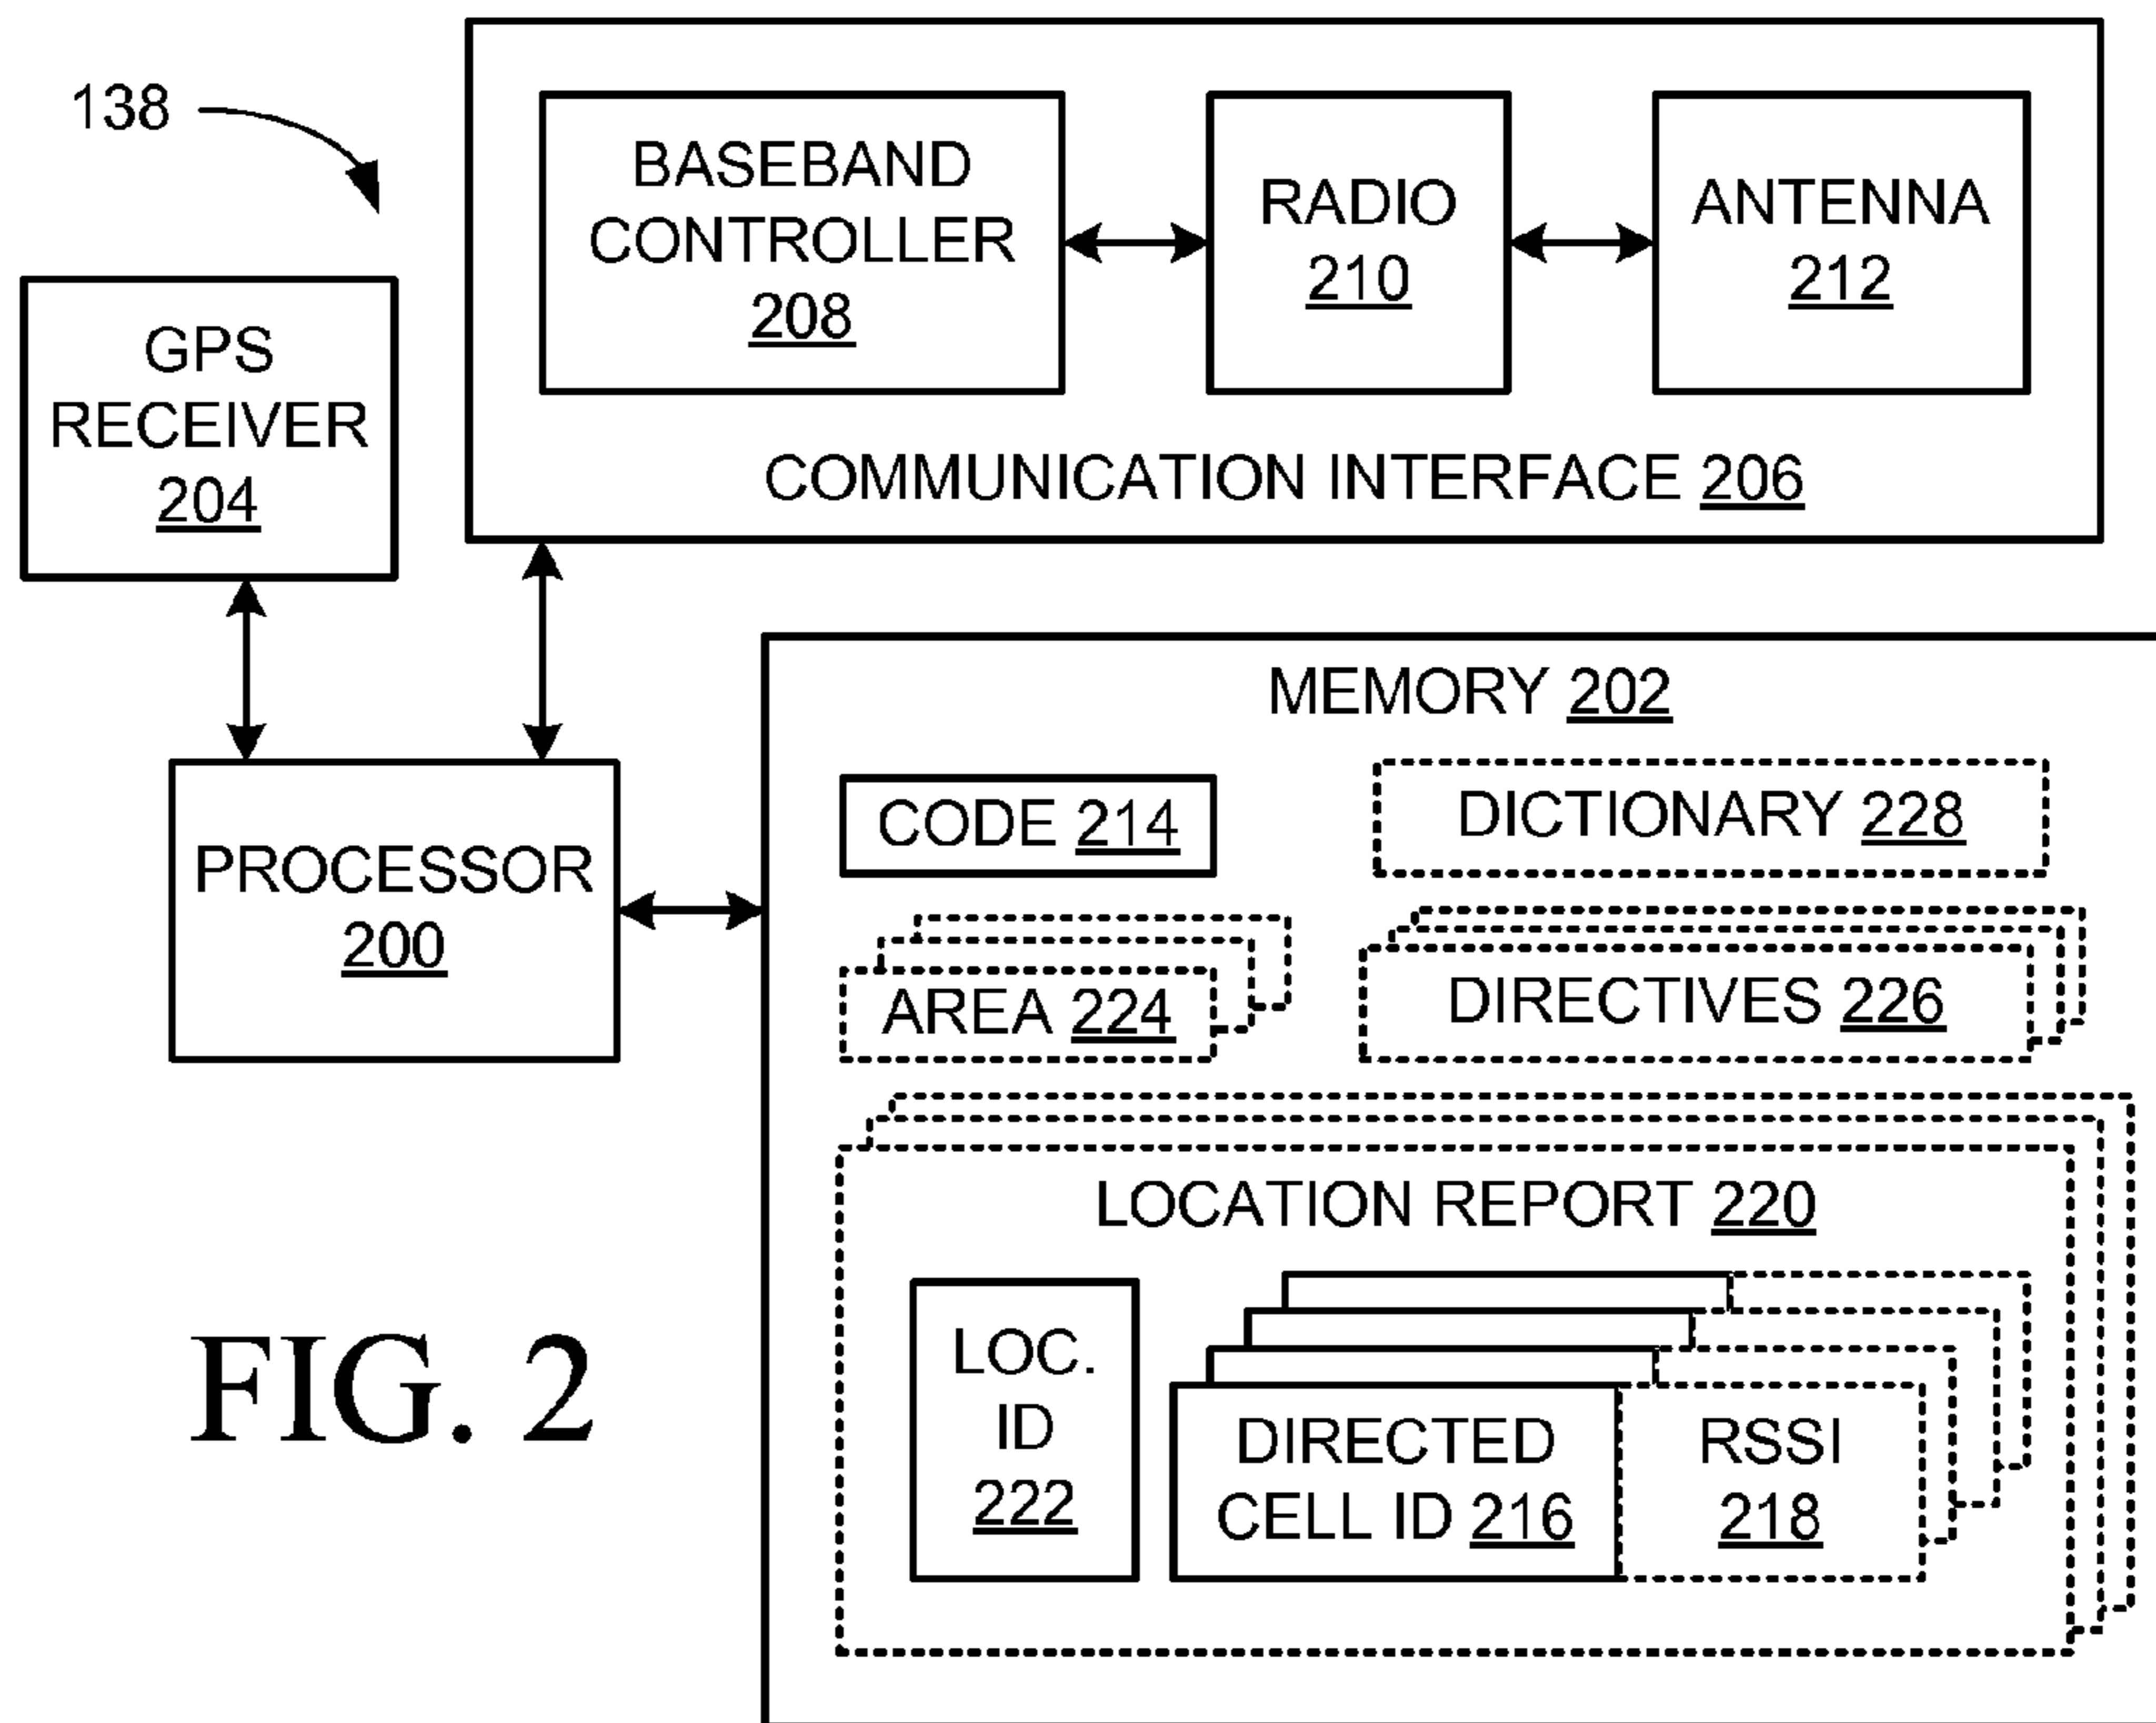 138
BASEBAND
CONTROLLER
208
RADIO
210
ANTENNA
212
COMMUNICATION INTERFACE 206
GPS
RECEIVER
204
PROCESSOR
200
MEMORY 202
CODE 214
DICTIONARY 228
AREA 224
DIRECTIVES 226
LOCATION REPORT 220
LOC.
ID
222
DIRECTED
CELL ID 216
RSSI
218
FIG. 2